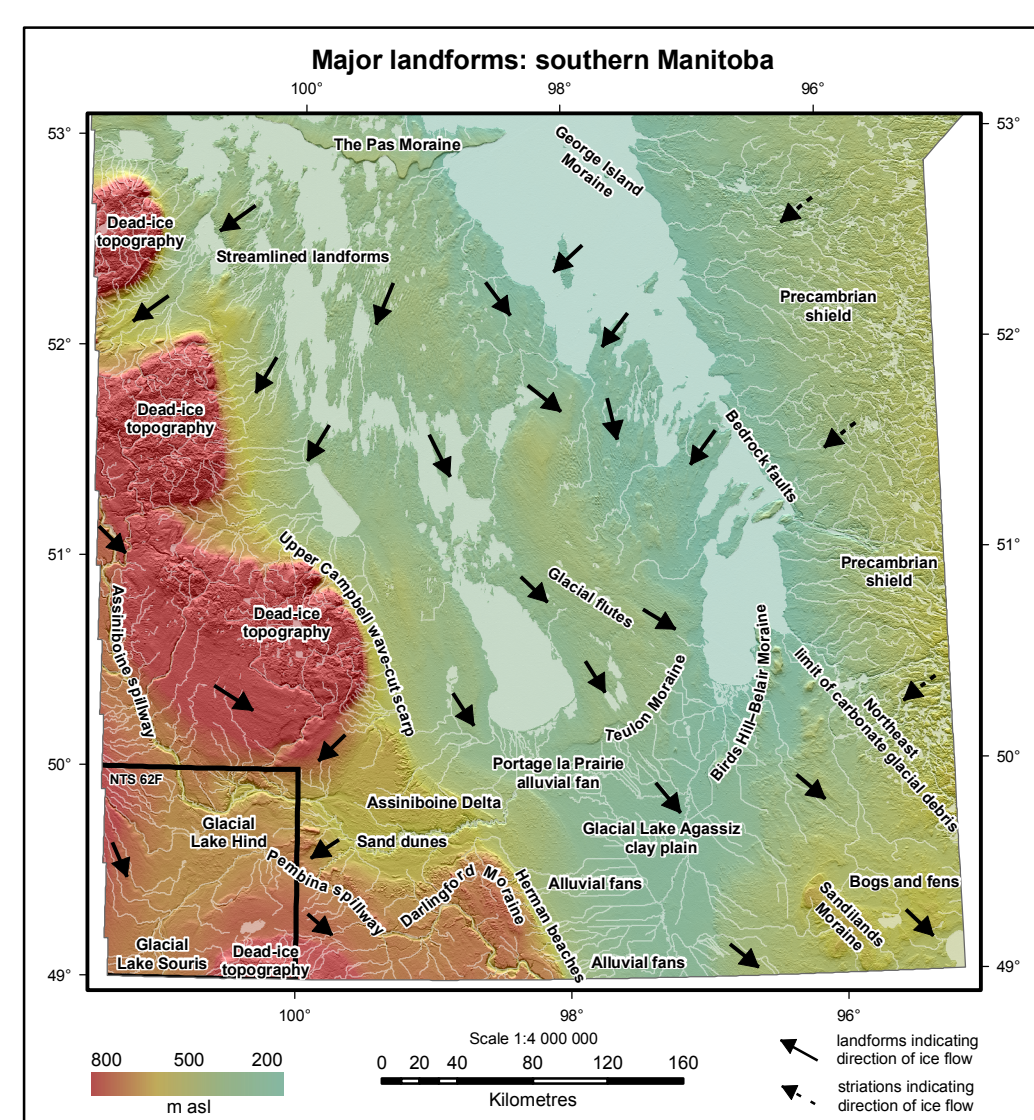 Major landforms: southern Manitoba
100°
98°
96°
53°
53°
The Pas Moraine
George Island
Moraine
Dead-ice
topography
Streamlined landforms
Precambrian
shield
52°
52°
Dead-ice
topography
Bedrock faults
51°
51°
Upper Campbell wave-cut scarp
Precambrian
shield
Glacial flutes
Assiniboine spillway
Dead-ice
topography
Teulon Moraine
Birds Hill–Belair Moraine
Northeast
limit of carbonate glacial debris
50°
50°
NTS 62F
Portage la Prairie
alluvial fan
Assiniboine Delta
Glacial
Lake Hind
Sand dunes
Glacial Lake Agassiz
clay plain
Pembina spillway
Darlingford Moraine
Herman beaches
Alluvial fans
Bogs and fens
Sandilands
Moraine
Glacial
Lake Souris
Dead-ice
topography
Alluvial fans
49°
49°
100°
98°
96°
800 500 200
m asl
Scale 1:4 000 000
0 20 40 80 120 160
Kilometres
landforms indicating
direction of ice flow
striations indicating
direction of ice flow